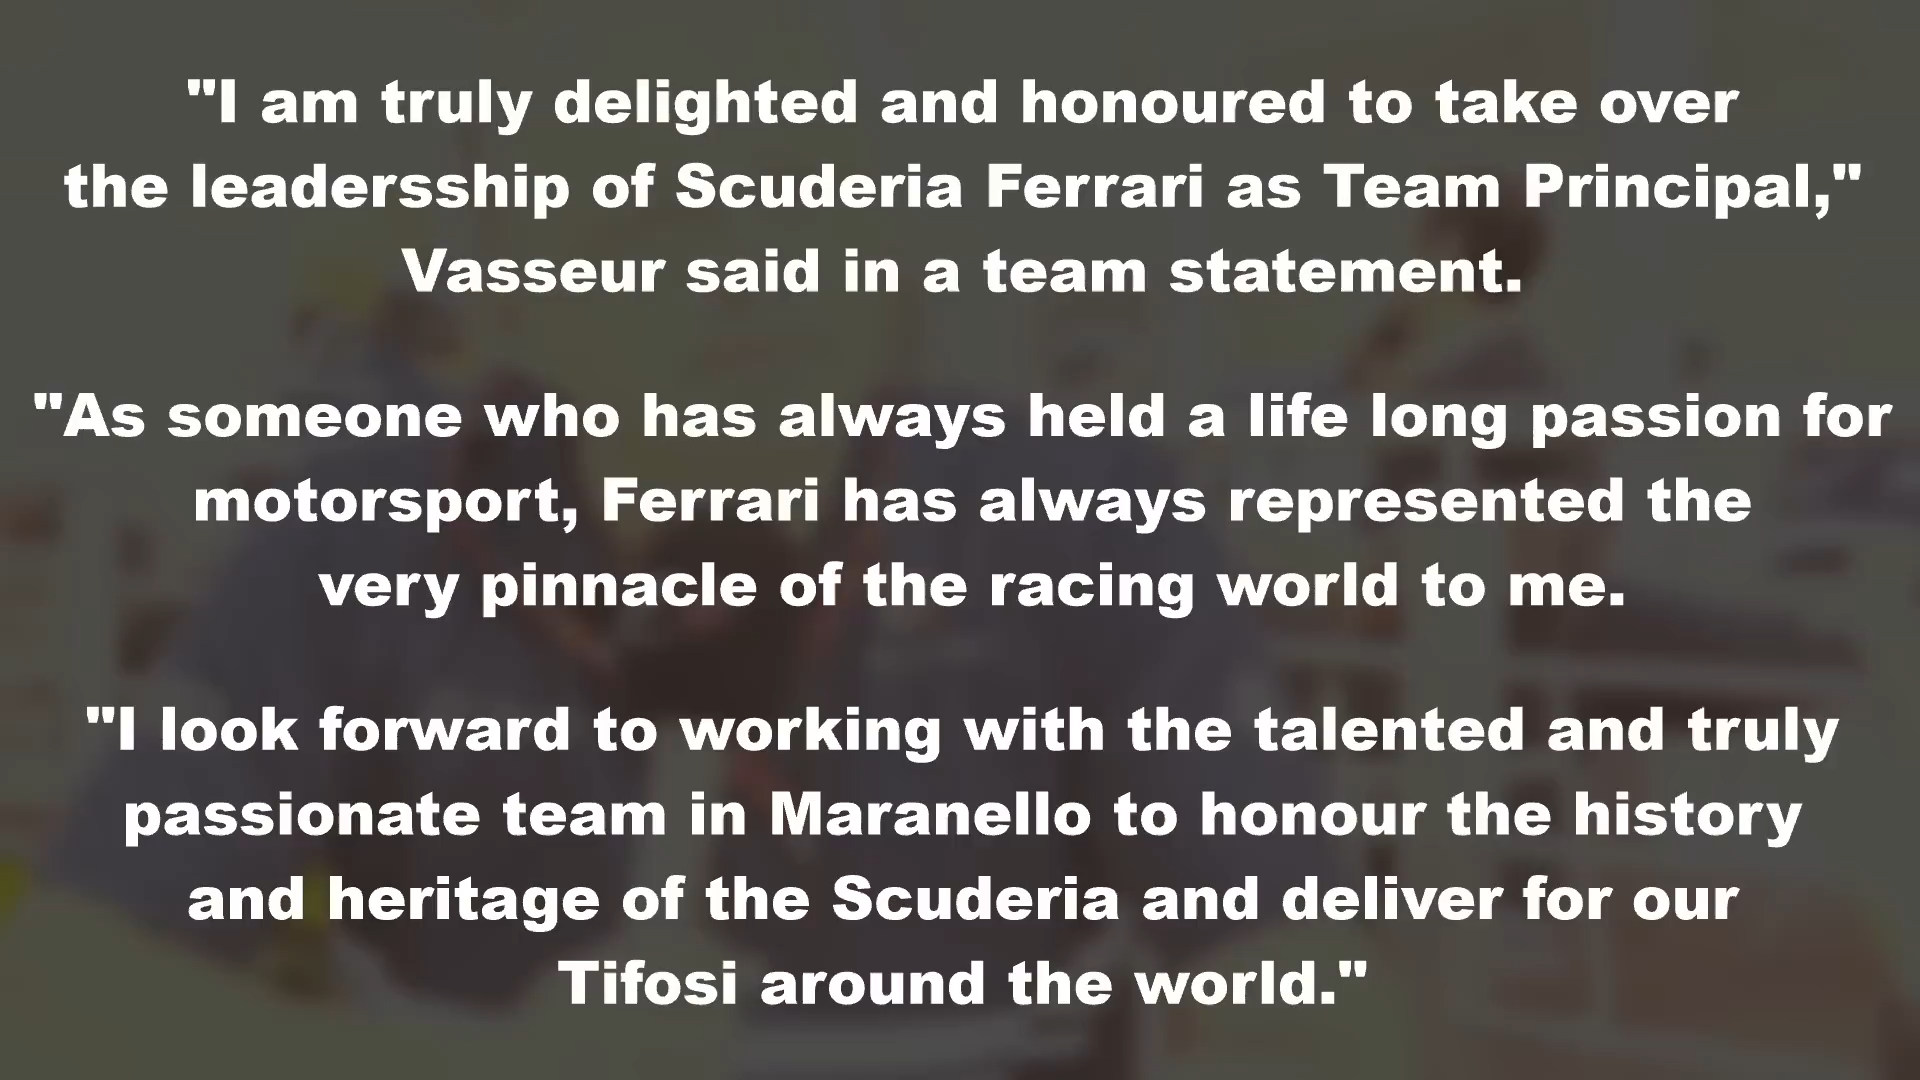 "I am truly delighted and honoured to take over
the leadersship of Scuderia Ferrari as Team Principal,"
Vasseur said in a team statement.
"As someone who has always held a life long passion for
motorsport, Ferrari has always represented the
very pinnacle of the racing world to me.
"I look forward to working with the talented and truly
passionate team in Maranello to honour the history
and heritage of the Scuderia and deliver for our
Tifosi around the world."